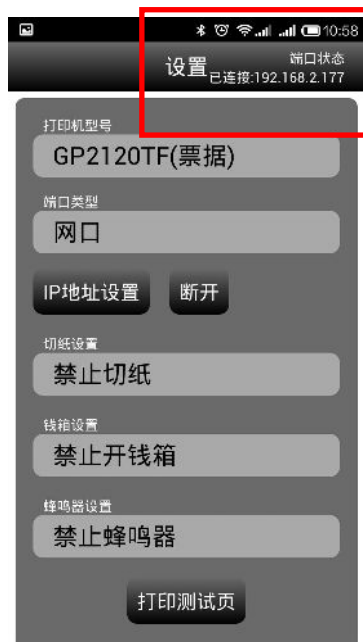 10:58
设置
端口状态
已连接:192.168.2.177
打印机型号
GP2120TF(票据)
端口类型
网口
IP地址设置 断开
切纸设置
禁止切纸
钱箱设置
禁止开钱箱
蜂鸣器设置
禁止蜂鸣器
打印测试页